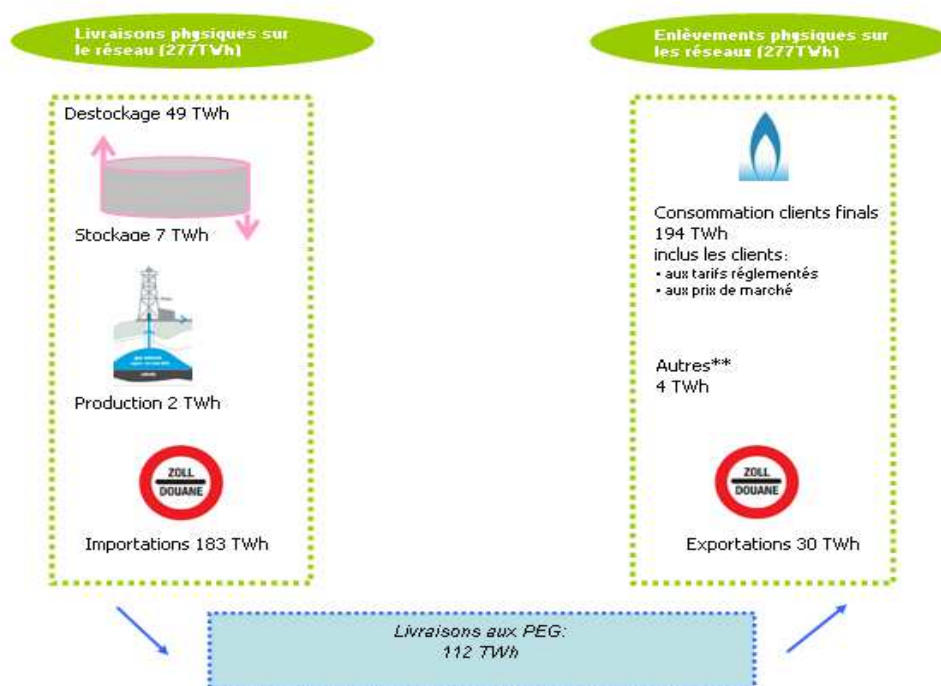 Livraisons physiques sur
le réseau (277TWh)
Enlèvements physiques sur
les réseaux (277TWh)
Destockage 49 TWh
Stockage 7 TWh
Production 2 TWh
ZOLL
DOUANE
Importations 183 TWh
Consommation clients finals
194 TWh
inclus les clients:
• aux tarifs réglementés
• aux prix de marché
Autres**
4 TWh
ZOLL
DOUANE
Exportations 30 TWh
Livraisons aux PEG:
112 TWh